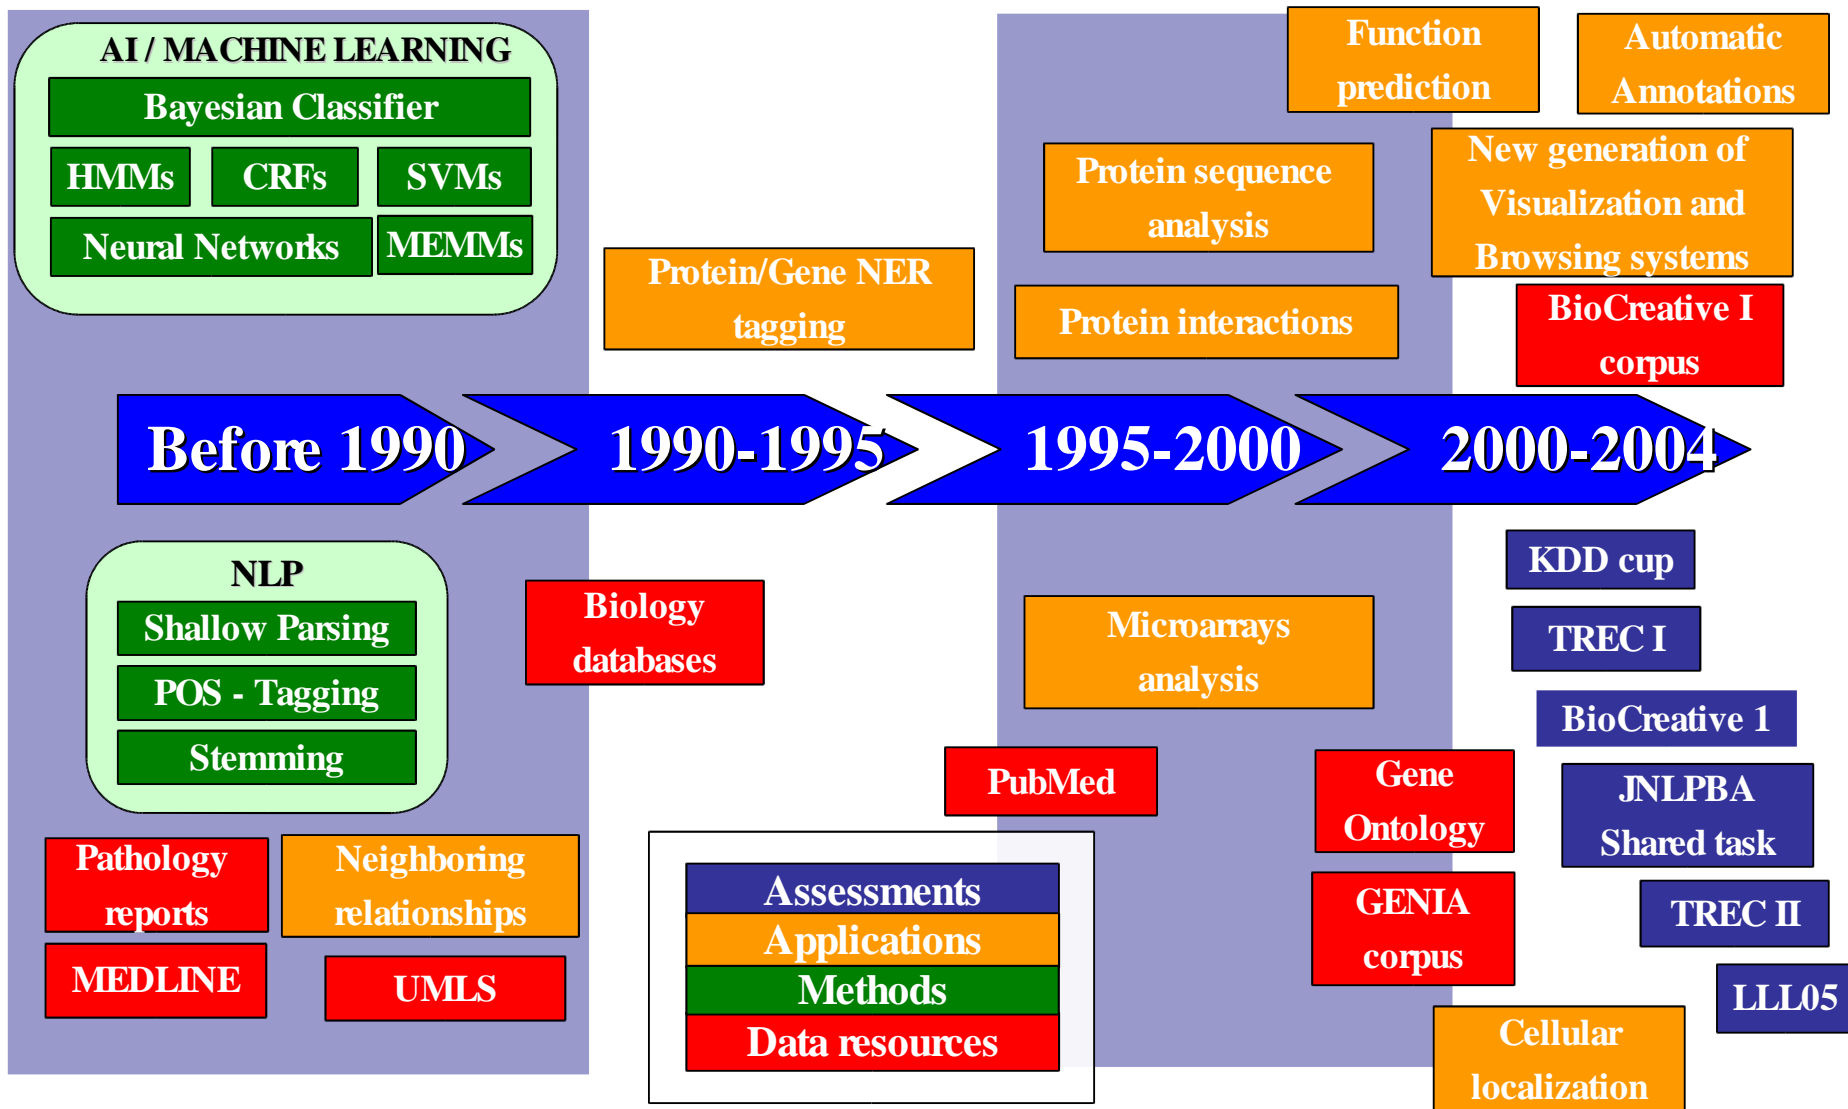 AI / MACHINE LEARNING
Bayesian Classifier
HMMs
CRFs
SVMs
Neural Networks
MEMMs
Protein/Gene NER
tagging
Function
prediction
Automatic
Annotations
Protein sequence
analysis
New generation of
Visualization and
Browsing systems
Protein interactions
BioCreative I
corpus
Before 1990
1990-1995
1995-2000
2000-2004
NLP
Shallow Parsing
POS - Tagging
Stemming
Biology
databases
Microarrays
analysis
KDD cup
TREC I
BioCreative 1
PubMed
Gene
Ontology
JNLPBA
Shared task
Pathology
reports
Neighboring
relationships
MEDLINE
UMLS
Assessments
Applications
Methods
Data resources
GENIA
corpus
TREC II
LLL05
Cellular
localization